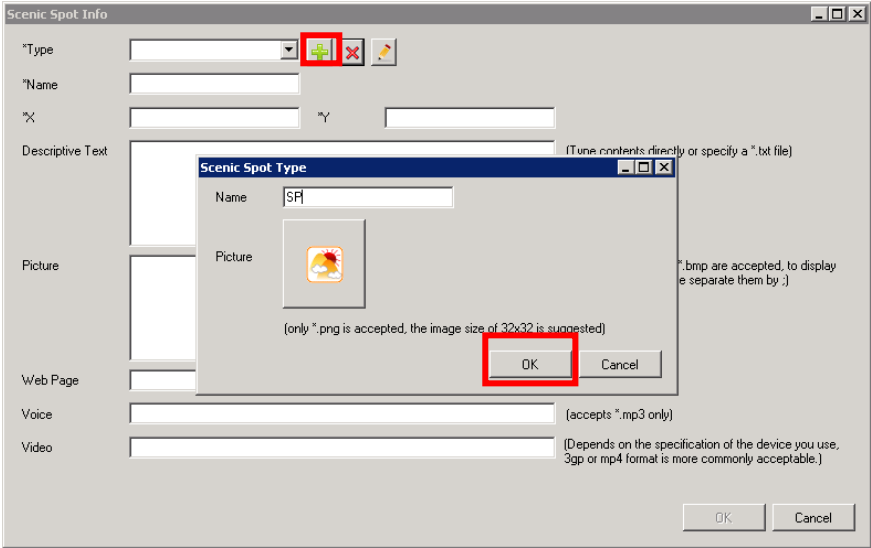 Scenic Spot Info
*Type
*Name
*X *Y
Descriptive Text
(Type contents directly or specify a *.txt file)
Scenic Spot Type
Name SP
Picture
(only *.png is accepted, the image size of 32x32 is suggested)
OK Cancel
Picture
*.bmp are accepted, to display
e separate them by ;)
Web Page
Voice
(accepts *.mp3 only)
Video
(Depends on the specification of the device you use,
3gp or mp4 format is more commonly acceptable.)
OK Cancel